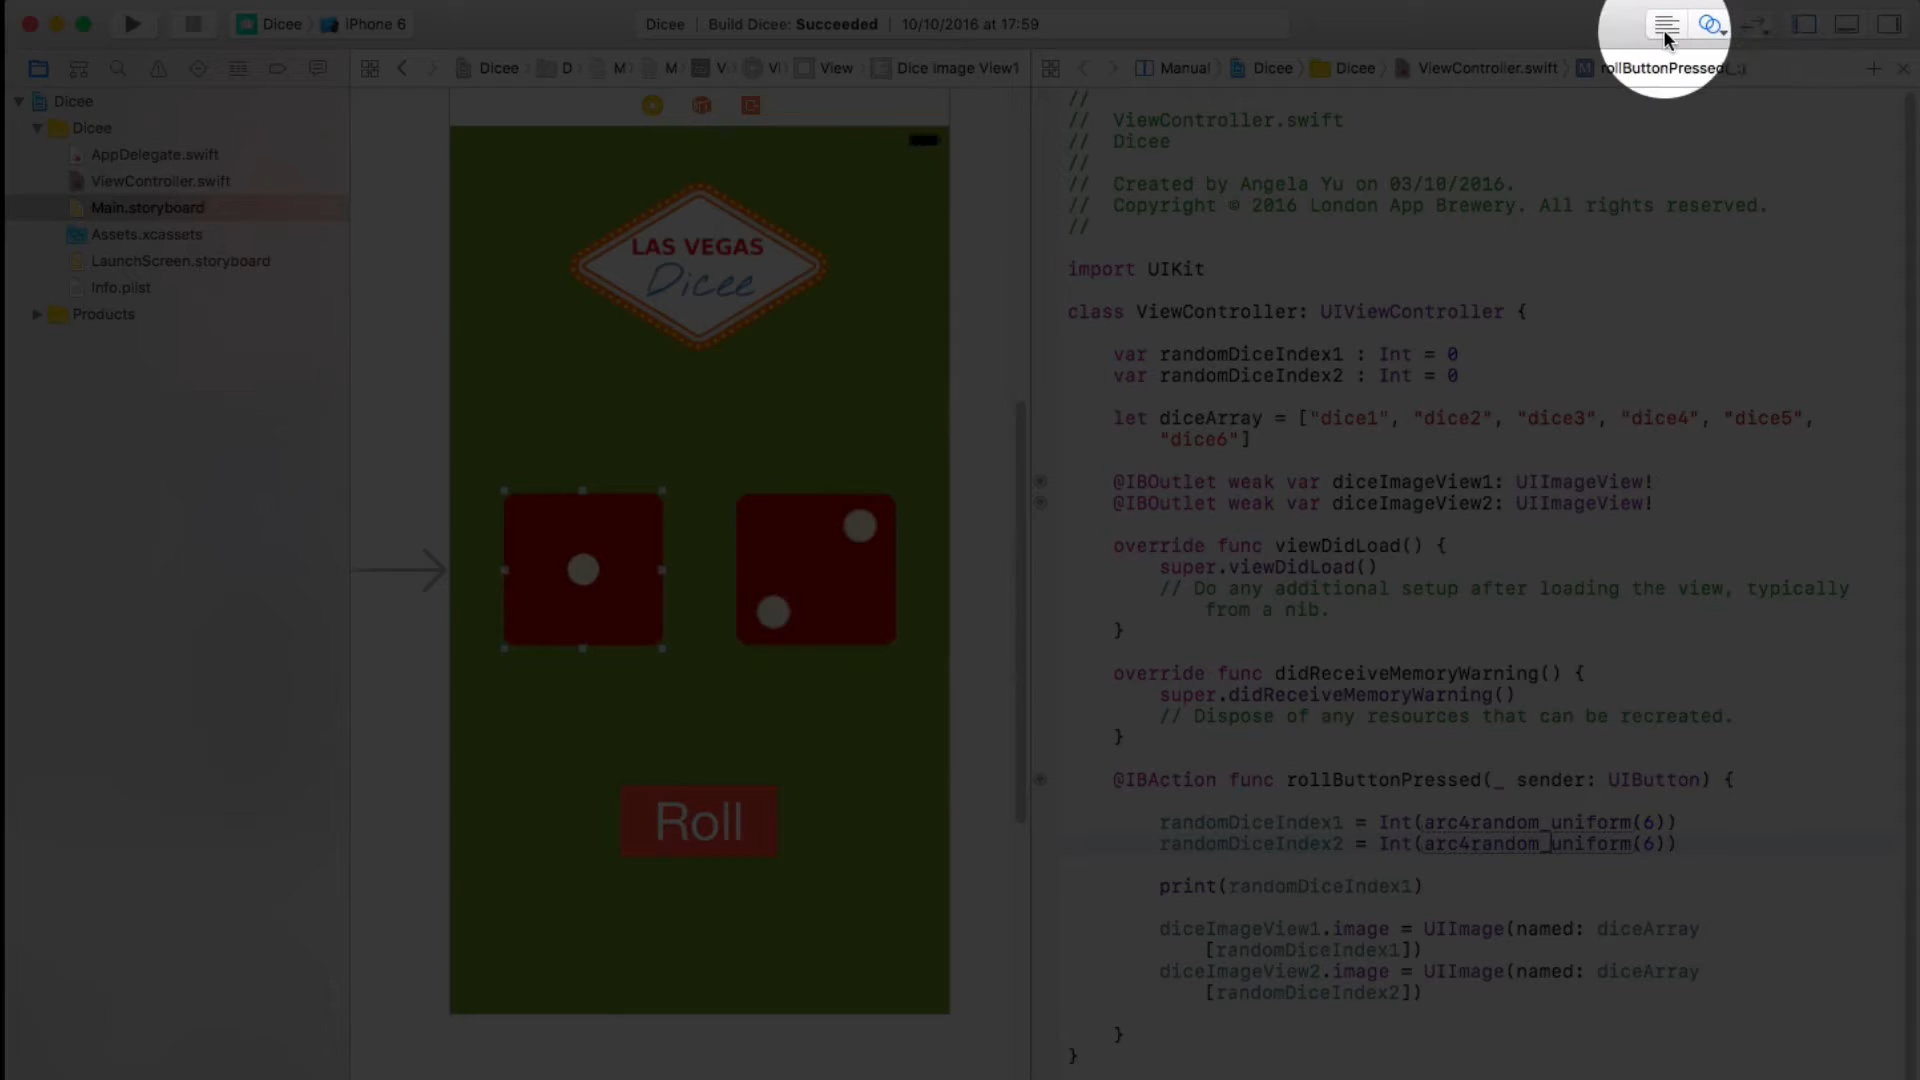 Dicee
iPhone 6
Dicee | Build Dicee: Succeeded | 10/10/2016 at 17:59
Dicee
D
M
M
V
Vi
View
Dice Image View1
Manual
Dicee
Dicee
ViewController.swift
rollButtonPressed(_:)
Dicee
Dicee
AppDelegate.swift
ViewController.swift
Main.storyboard
Assets.xcassets
LaunchScreen.storyboard
Info.plist
Products
LAS VEGAS
Dicee
Roll
//
//  ViewController.swift
//  Dicee
//
//  Created by Angela Yu on 03/10/2016.
//  Copyright © 2016 London App Brewery. All rights reserved.
//
import UIKit
class ViewController: UIViewController {
var randomDiceIndex1 : Int = 0
var randomDiceIndex2 : Int = 0
let diceArray = ["dice1", "dice2", "dice3", "dice4", "dice5",
"dice6"]
@IBOutlet weak var diceImageView1: UIImageView!
@IBOutlet weak var diceImageView2: UIImageView!
override func viewDidLoad() {
super.viewDidLoad()
// Do any additional setup after loading the view, typically
from a nib.
}
override func didReceiveMemoryWarning() {
super.didReceiveMemoryWarning()
// Dispose of any resources that can be recreated.
}
@IBAction func rollButtonPressed(_ sender: UIButton) {
randomDiceIndex1 = Int(arc4random_uniform(6))
randomDiceIndex2 = Int(arc4random_uniform(6))
print(randomDiceIndex1)
diceImageView1.image = UIImage(named: diceArray
[randomDiceIndex1])
diceImageView2.image = UIImage(named: diceArray
[randomDiceIndex2])
}
}